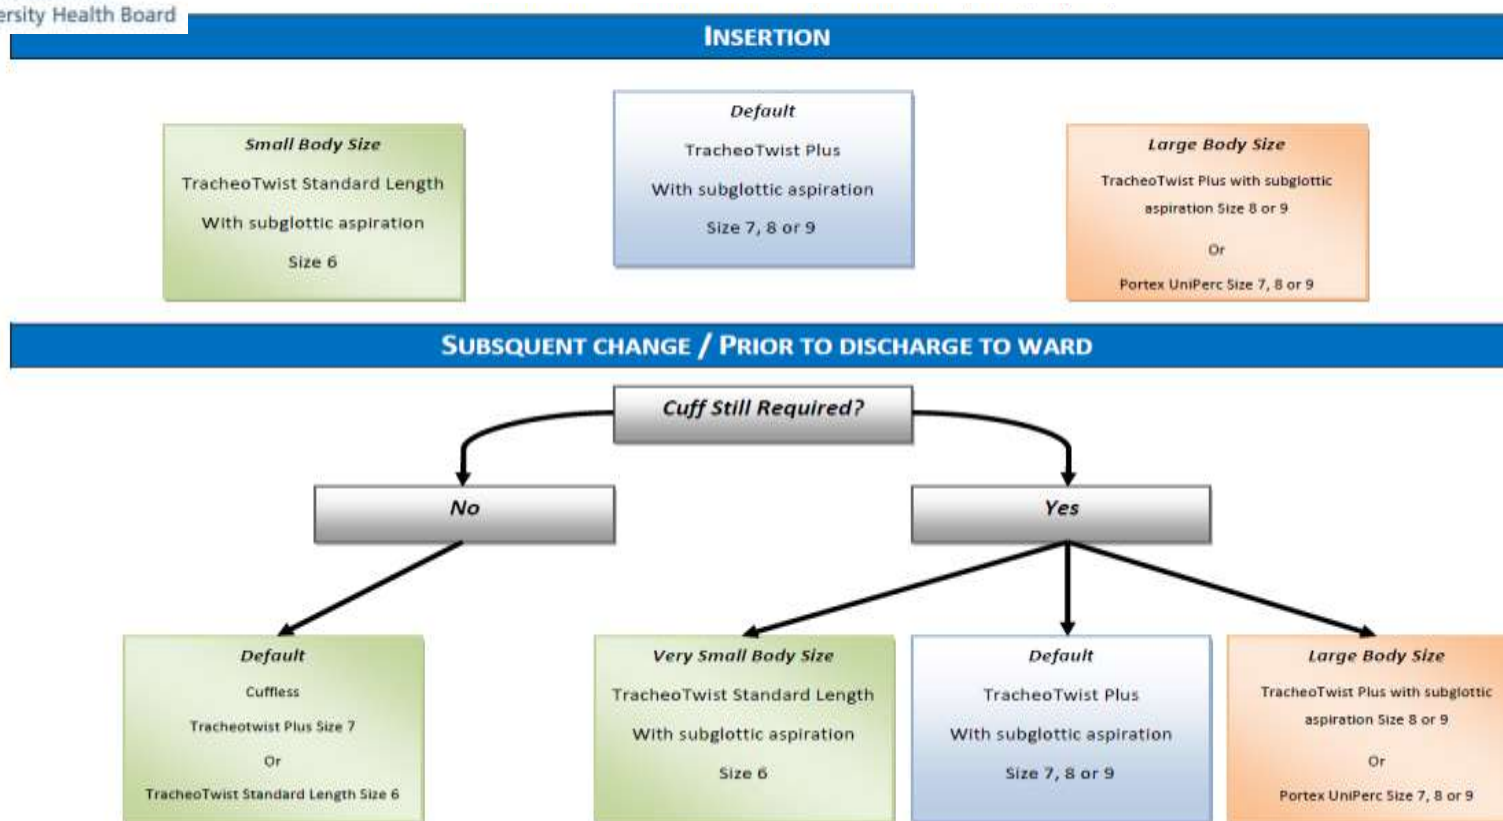 ersity Health Board
INSERTION
Small Body Size
TracheoTwist Standard Length
With subglottic aspiration
Size 6
Default
TracheoTwist Plus
With subglottic aspiration
Size 7, 8 or 9
Large Body Size
TracheoTwist Plus with subglottic
aspiration Size 8 or 9
Or
Portex UniPerc Size 7, 8 or 9
SUBSQUENT CHANGE / PRIOR TO DISCHARGE TO WARD
Cuff Still Required?
No
Yes
Default
Cuffless
Tracheotwist Plus Size 7
Or
TracheoTwist Standard Length Size 6
Very Small Body Size
TracheoTwist Standard Length
With subglottic aspiration
Size 6
Default
TracheoTwist Plus
With subglottic aspiration
Size 7, 8 or 9
Large Body Size
TracheoTwist Plus with subglottic
aspiration Size 8 or 9
Or
Portex UniPerc Size 7, 8 or 9